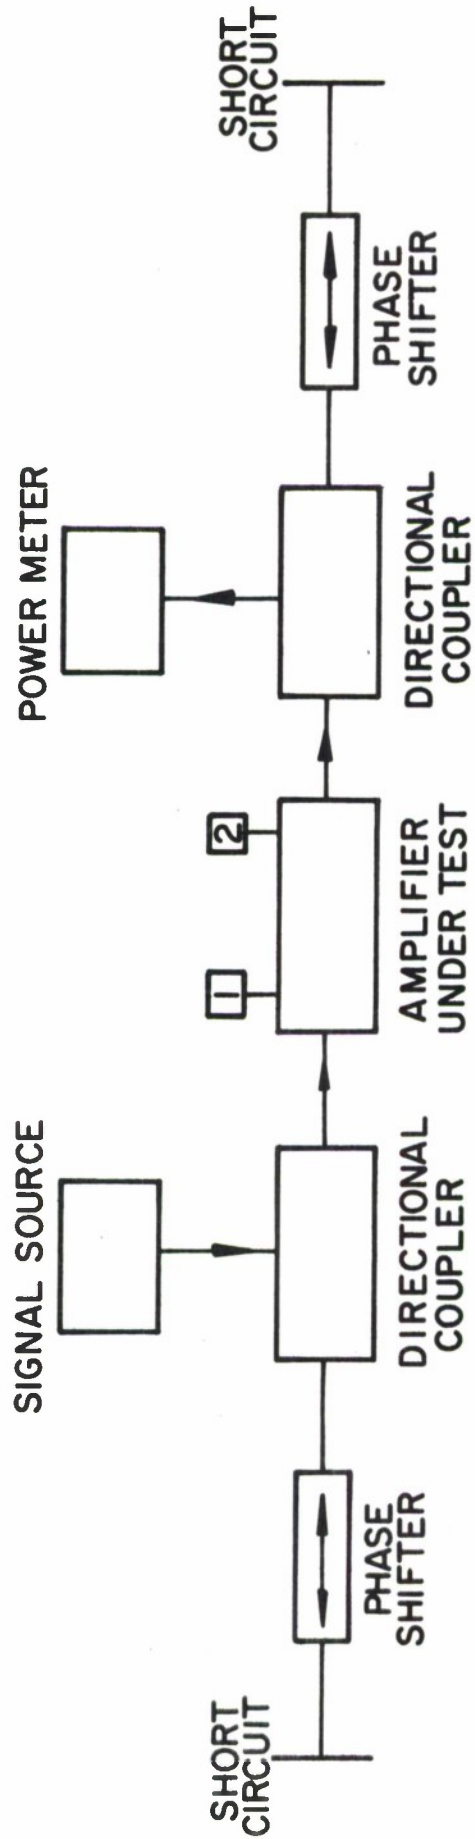 SIGNAL SOURCE
POWER METER
1
2
SHORT
CIRCUIT
PHASE
SHIFTER
DIRECTIONAL
COUPLER
AMPLIFIER
UNDER TEST
DIRECTIONAL
COUPLER
PHASE
SHIFTER
SHORT
CIRCUIT